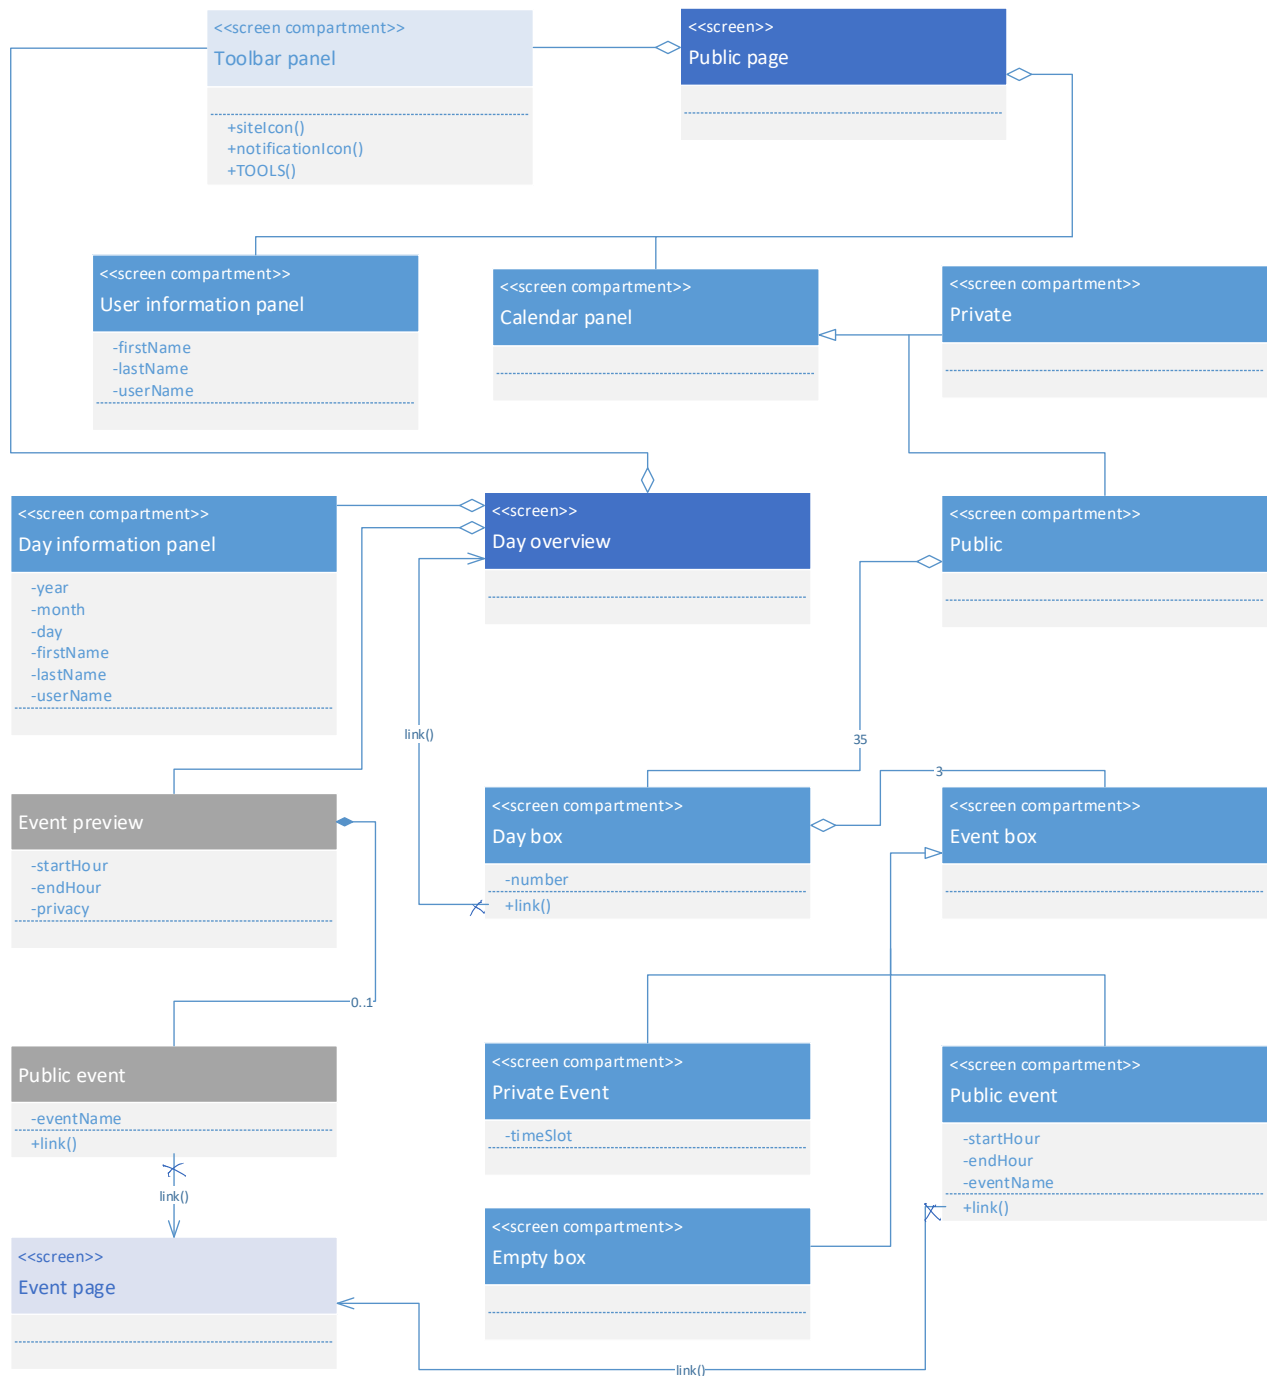 <<screen compartment>>
Toolbar panel
+siteIcon()
+notificationIcon()
+TOOLS()
<<screen>>
Public page
<<screen compartment>>
User information panel
-firstName
-lastName
-userName
<<screen compartment>>
Calendar panel
<<screen compartment>>
Private
<<screen compartment>>
Day information panel
-year
-month
-day
-firstName
-lastName
-userName
<<screen>>
Day overview
<<screen compartment>>
Public
link()
35
3
Event preview
-startHour
-endHour
-privacy
<<screen compartment>>
Day box
-number
+link()
<<screen compartment>>
Event box
0..1
Public event
-eventName
+link()
<<screen compartment>>
Private Event
-timeSlot
<<screen compartment>>
Public event
-startHour
-endHour
-eventName
+link()
link()
<<screen>>
Event page
<<screen compartment>>
Empty box
link()